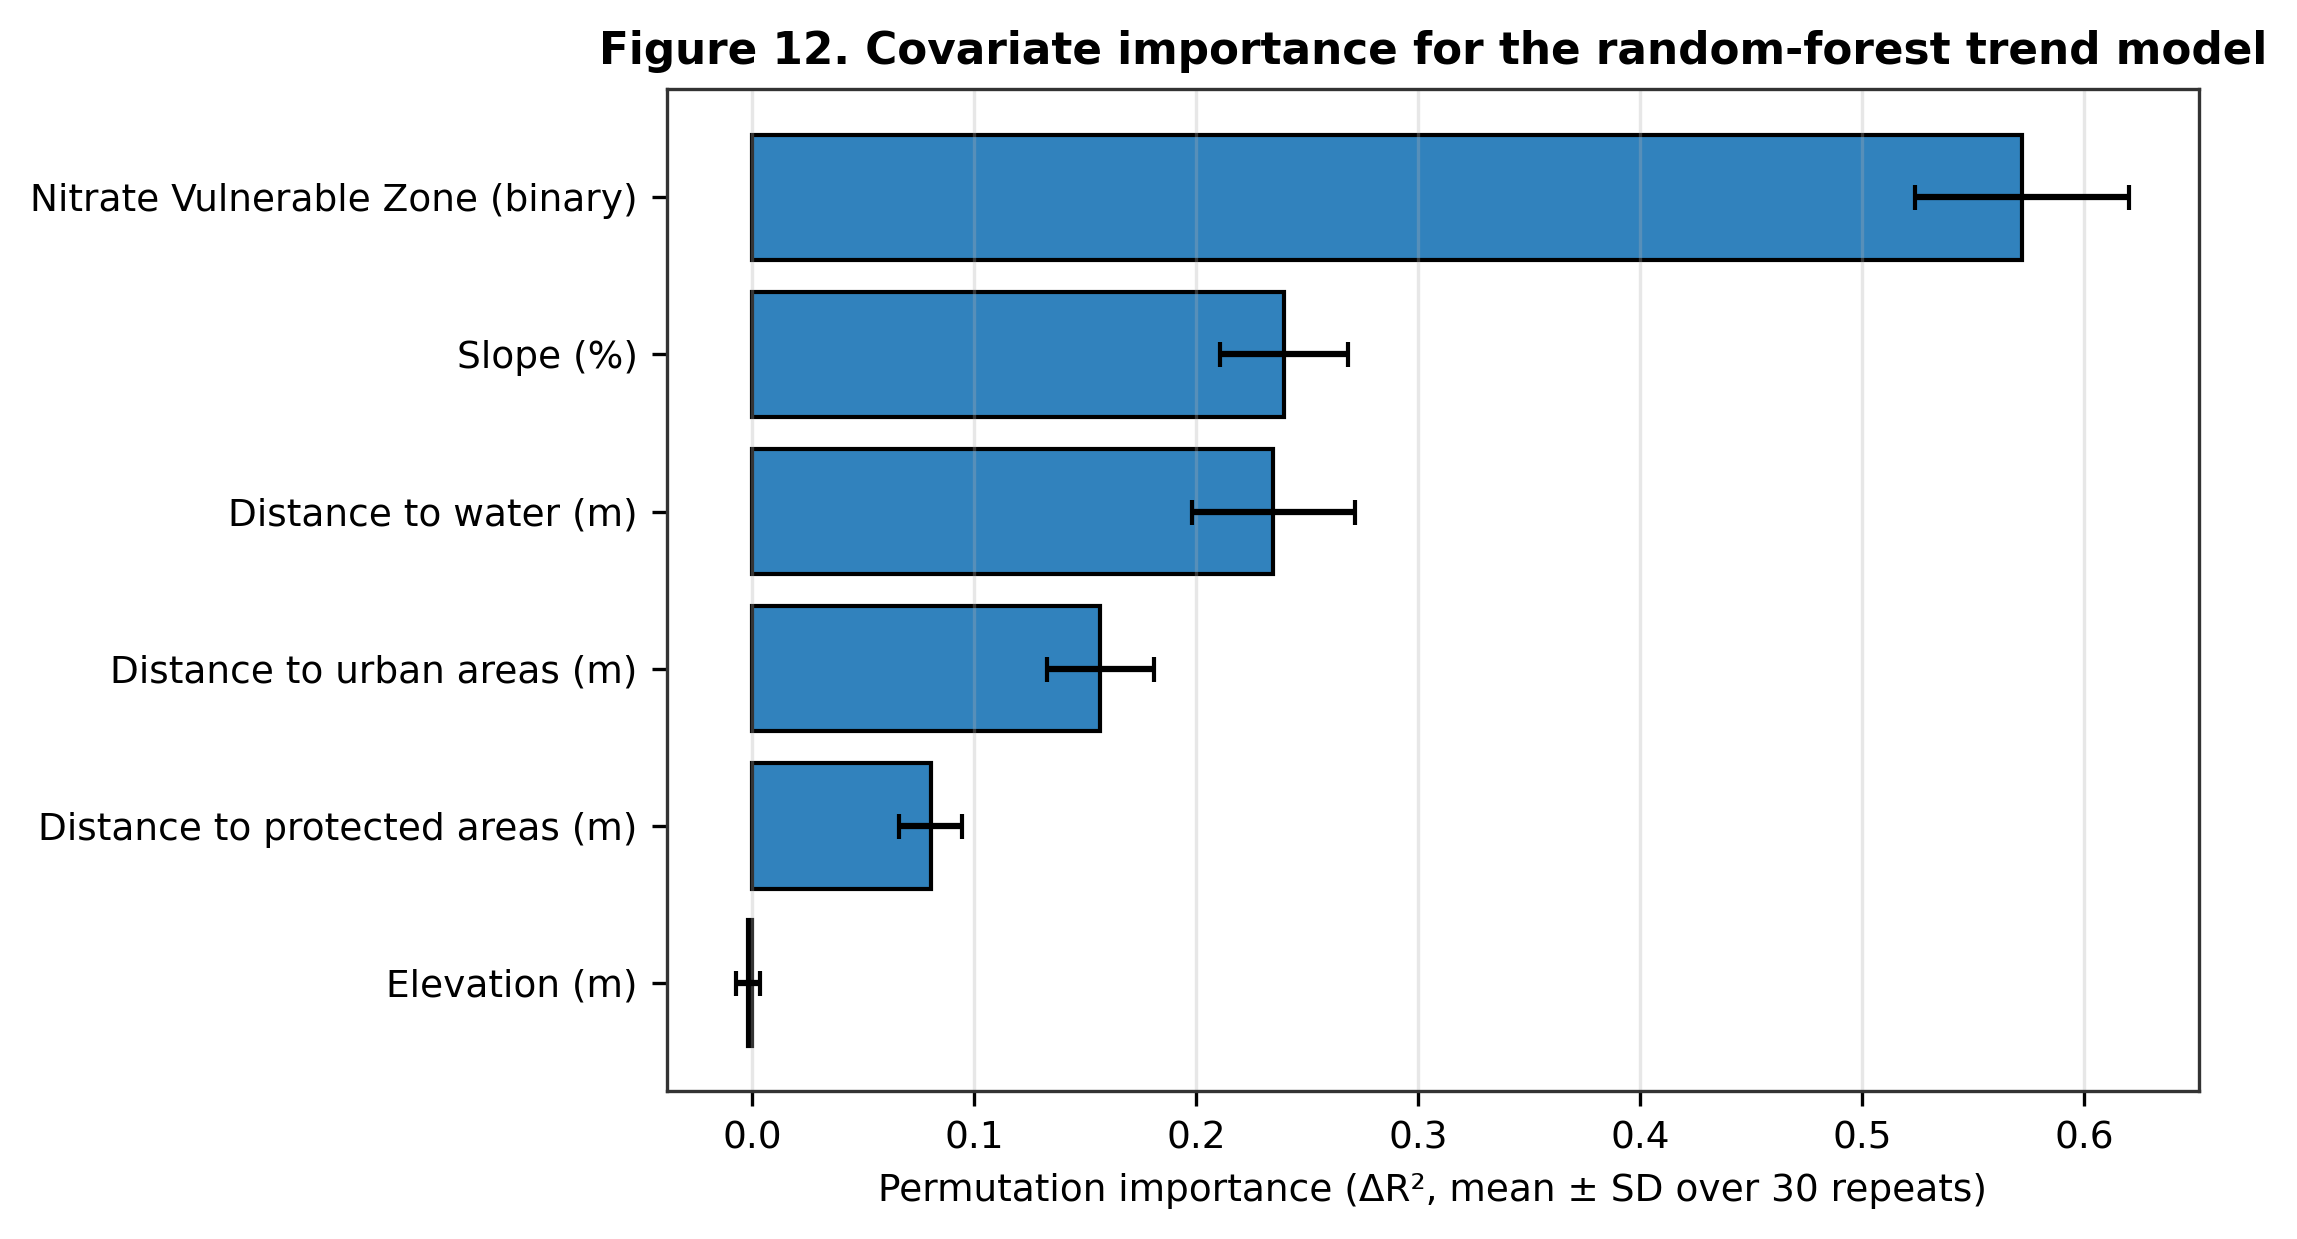 Figure 12. Covariate importance for the random-forest trend model
Nitrate Vulnerable Zone (binary)
Slope (%)
Distance to water (m)
Distance to urban areas (m)
Distance to protected areas (m)
Elevation (m)
0.0 0.1 0.2 0.3 0.4 0.5 0.6
Permutation importance (ΔR², mean ± SD over 30 repeats)